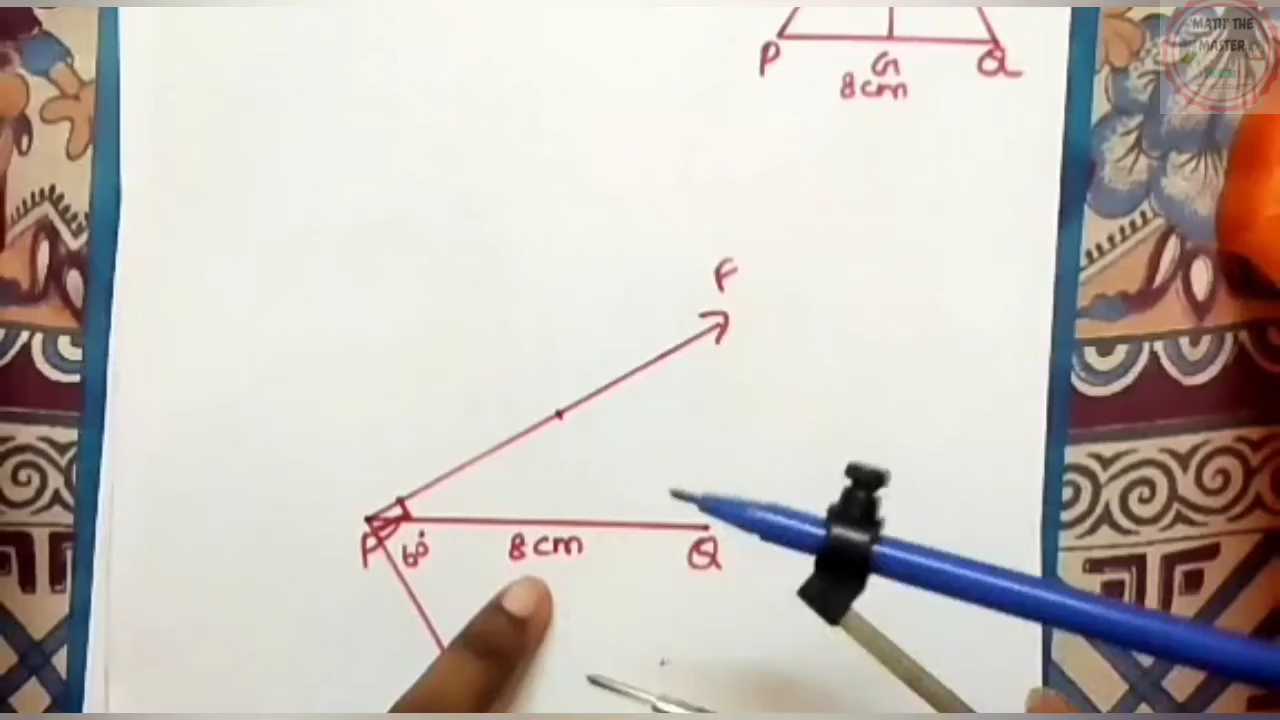 'MATH' THE
MASTER
P G Q
8cm
F
P 60° 8cm Q